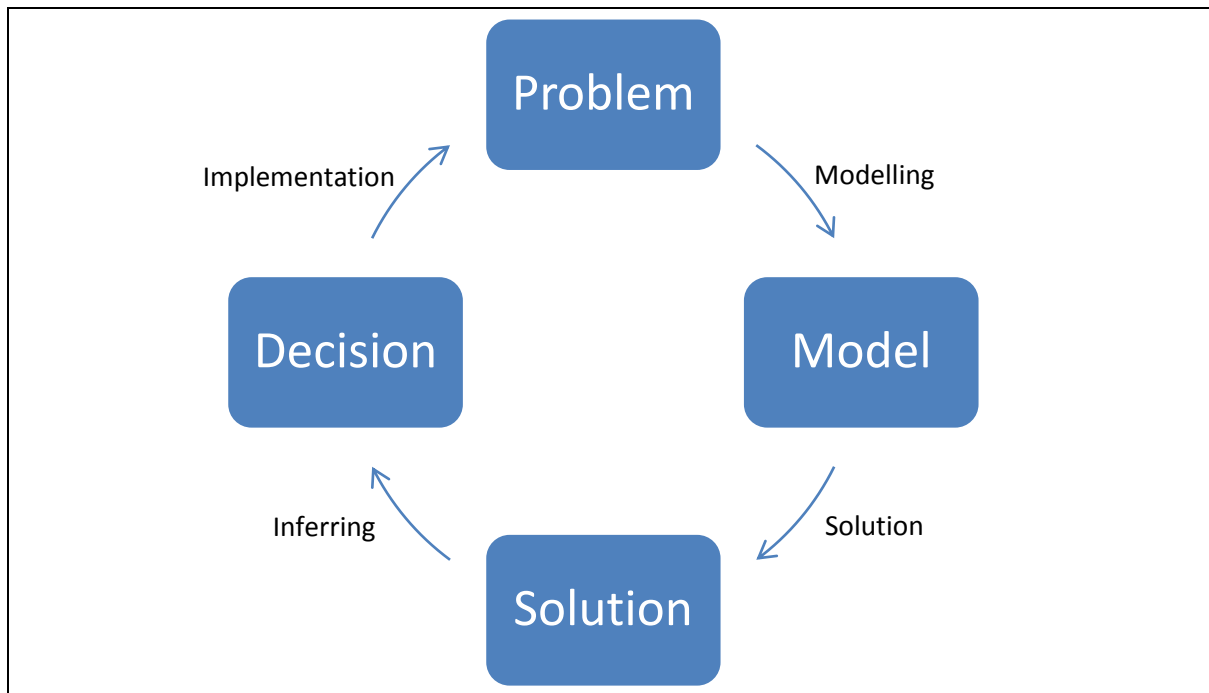 Problem
Implementation
Modelling
Decision
Model
Inferring
Solution
Solution